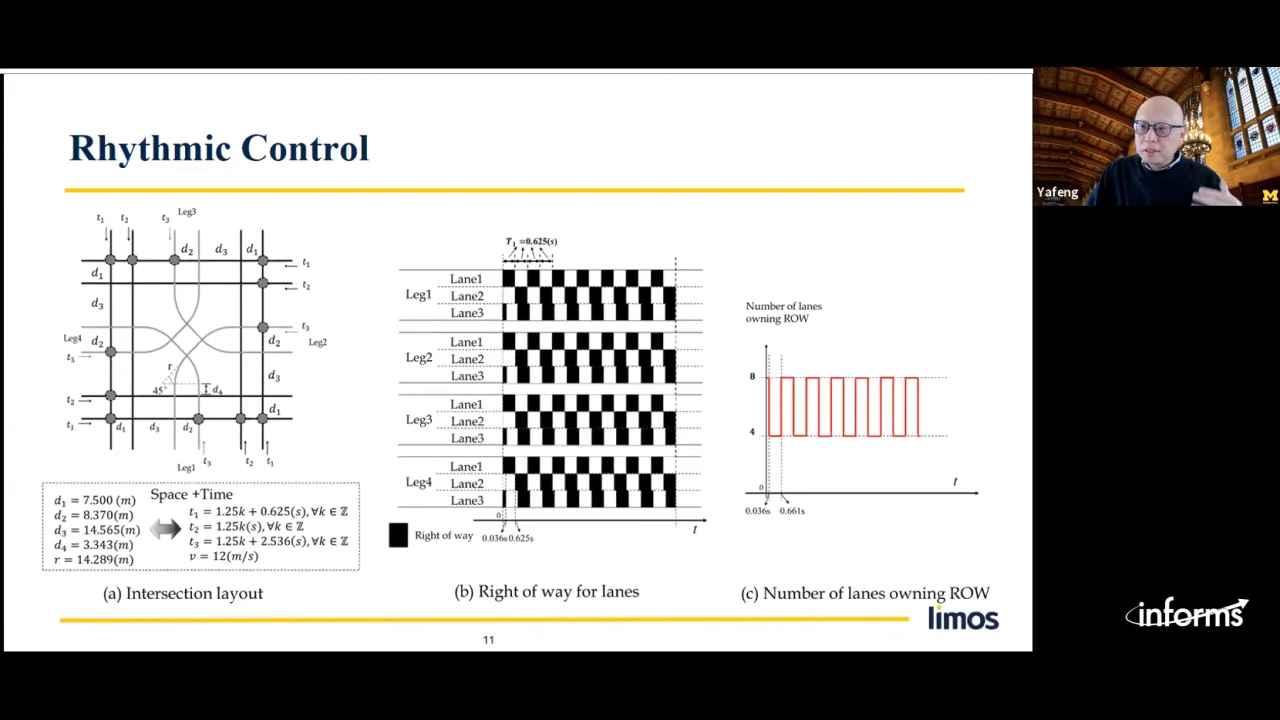 Rhythmic Control
Yafeng
t₁ t₂ t₃ Leg3
d₂ d₃ d₁
t₁
d₁
t₂
d₃
t₃
Leg4 d₂ d₂ Leg2
t₃
r
45° d₄ d₃
t₂
d₁
t₁ d₁ d₃ d₂
Leg1 t₃ t₂ t₁
d₁ = 7.500 (m)
d₂ = 8.370(m)
d₃ = 14.565(m)
d₄ = 3.343(m)
r = 14.289(m)
Space +Time
t₁ = 1.25k + 0.625(s), ∀k ∈ ℤ
t₂ = 1.25k(s), ∀k ∈ ℤ
t₃ = 1.25k + 2.536(s), ∀k ∈ ℤ
v = 12(m/s)
(a) Intersection layout
T₁ =0.625(s)
Leg1
Lane1
Lane2
Lane3
Leg2
Lane1
Lane2
Lane3
Leg3
Lane1
Lane2
Lane3
Leg4
Lane1
Lane2
Lane3
0
t
Right of way
0.036s 0.625s
(b) Right of way for lanes
Number of lanes
owning ROW
8
4
0
t
0.036s
0.661s
(c) Number of lanes owning ROW
limos
11
informs
M